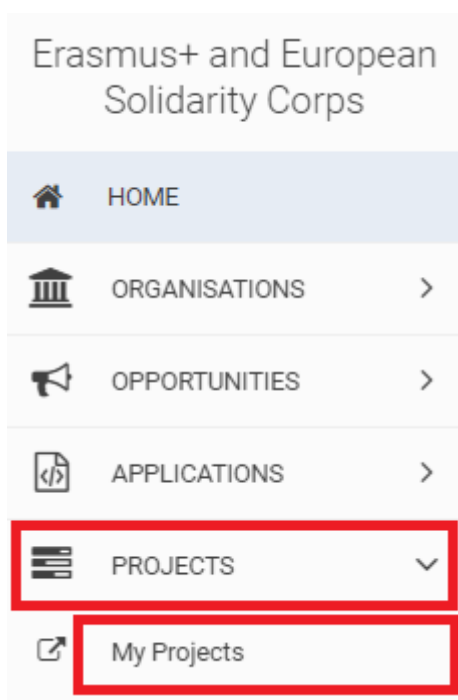 Erasmus+ and European
Solidarity Corps
HOME
ORGANISATIONS
OPPORTUNITIES
APPLICATIONS
PROJECTS
My Projects